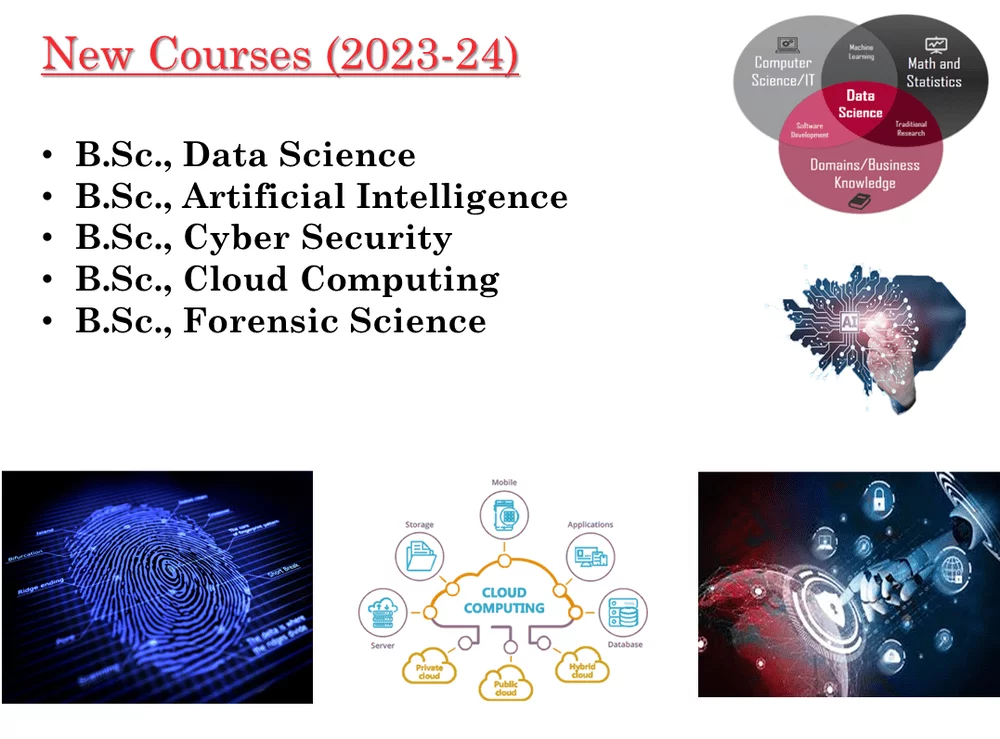 New Courses (2023-24)
• B.Sc., Data Science
• B.Sc., Artificial Intelligence
• B.Sc., Cyber Security
• B.Sc., Cloud Computing
• B.Sc., Forensic Science
Computer
Science/IT
Machine
Learning
Math and
Statistics
Data
Science
Software
Development
Traditional
Research
Domains/Business
Knowledge
AI
Island
Bifurcation
Ridge ending
Pore
Short Break
The delta is where
the ridges divide
Mobile
Storage
Applications
CLOUD
COMPUTING
Server
Database
Private
cloud
Public
cloud
Hybrid
cloud